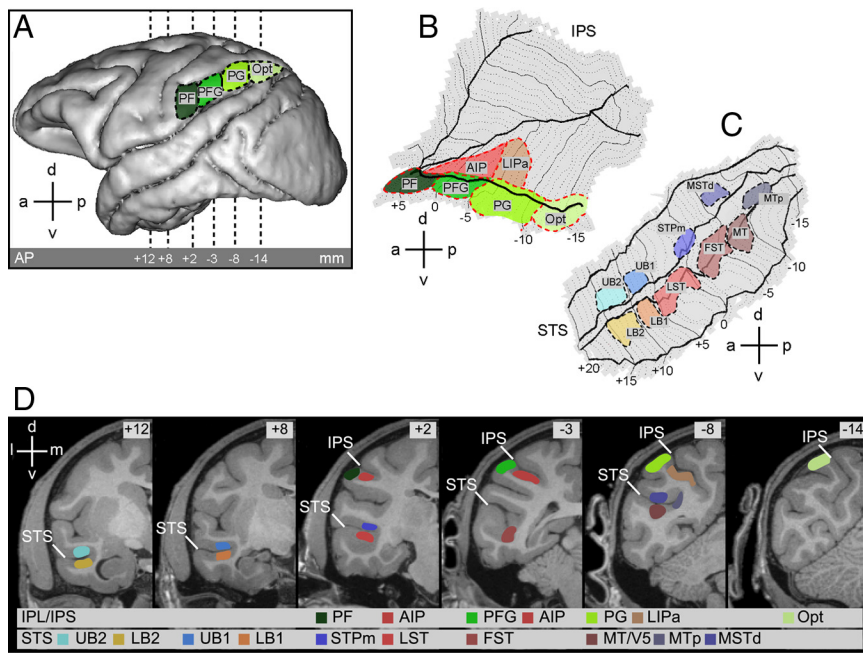 A
PF
PFG
PG
Opt
d
a p
v
AP +12 +8 +2 -3 -8 -14 mm
B
IPS
AIP
LIPa
PF
PFG
PG
Opt
+5
0
-5
-10
-15
d
a p
v
C
MSTd
MTp
STPm
MT
FST
UB2
UB1
LST
LB1
LB2
STS
-15
-10
-5
0
+5
+10
+15
+20
d
a p
v
D
d
l m
v
+12
+8
+2
-3
-8
-14
IPS
IPS
IPS
IPS
STS
STS
STS
STS
STS
IPL/IPS PF AIP PFG AIP PG LIPa Opt
STS UB2 LB2 UB1 LB1 STPm LST FST MT/V5 MTp MSTd